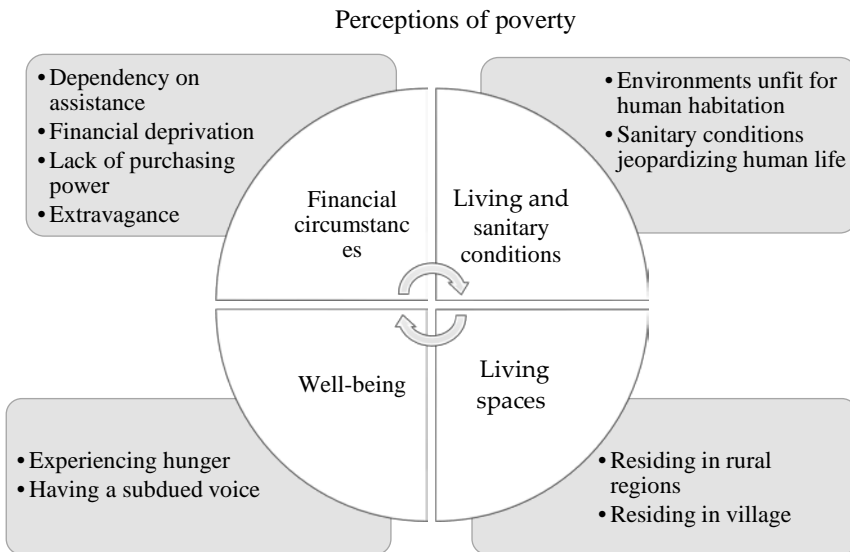 Perceptions of poverty
• Dependency on
assistance
• Financial deprivation
• Lack of purchasing
power
• Extravagance
• Environments unfit for
human habitation
• Sanitary conditions
jeopardizing human life
Financial
circumstanc
es
Living and
sanitary
conditions
Well-being
Living
spaces
• Experiencing hunger
• Having a subdued voice
• Residing in rural
regions
• Residing in village